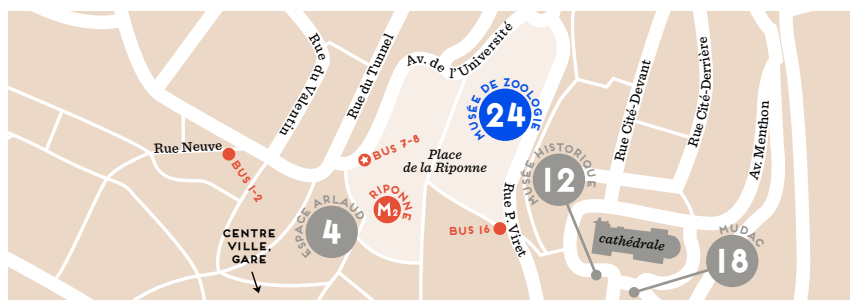 Rue du Valentin
Rue du Tunnel
Av. de l'Université
MUSÉE DE ZOOLOGIE
24
Rue Cité-Devant
Rue Cité-Derrière
Av. Menthon
Rue Neuve
BUS 1-2
BUS 7-8
Place
de la Riponne
RIPONNE
M2
ESPACE ARLAUD
4
MUSÉE HISTORIQUE
12
Rue P. Viret
BUS 16
CENTRE
VILLE,
GARE
cathédrale
MUDAC
18